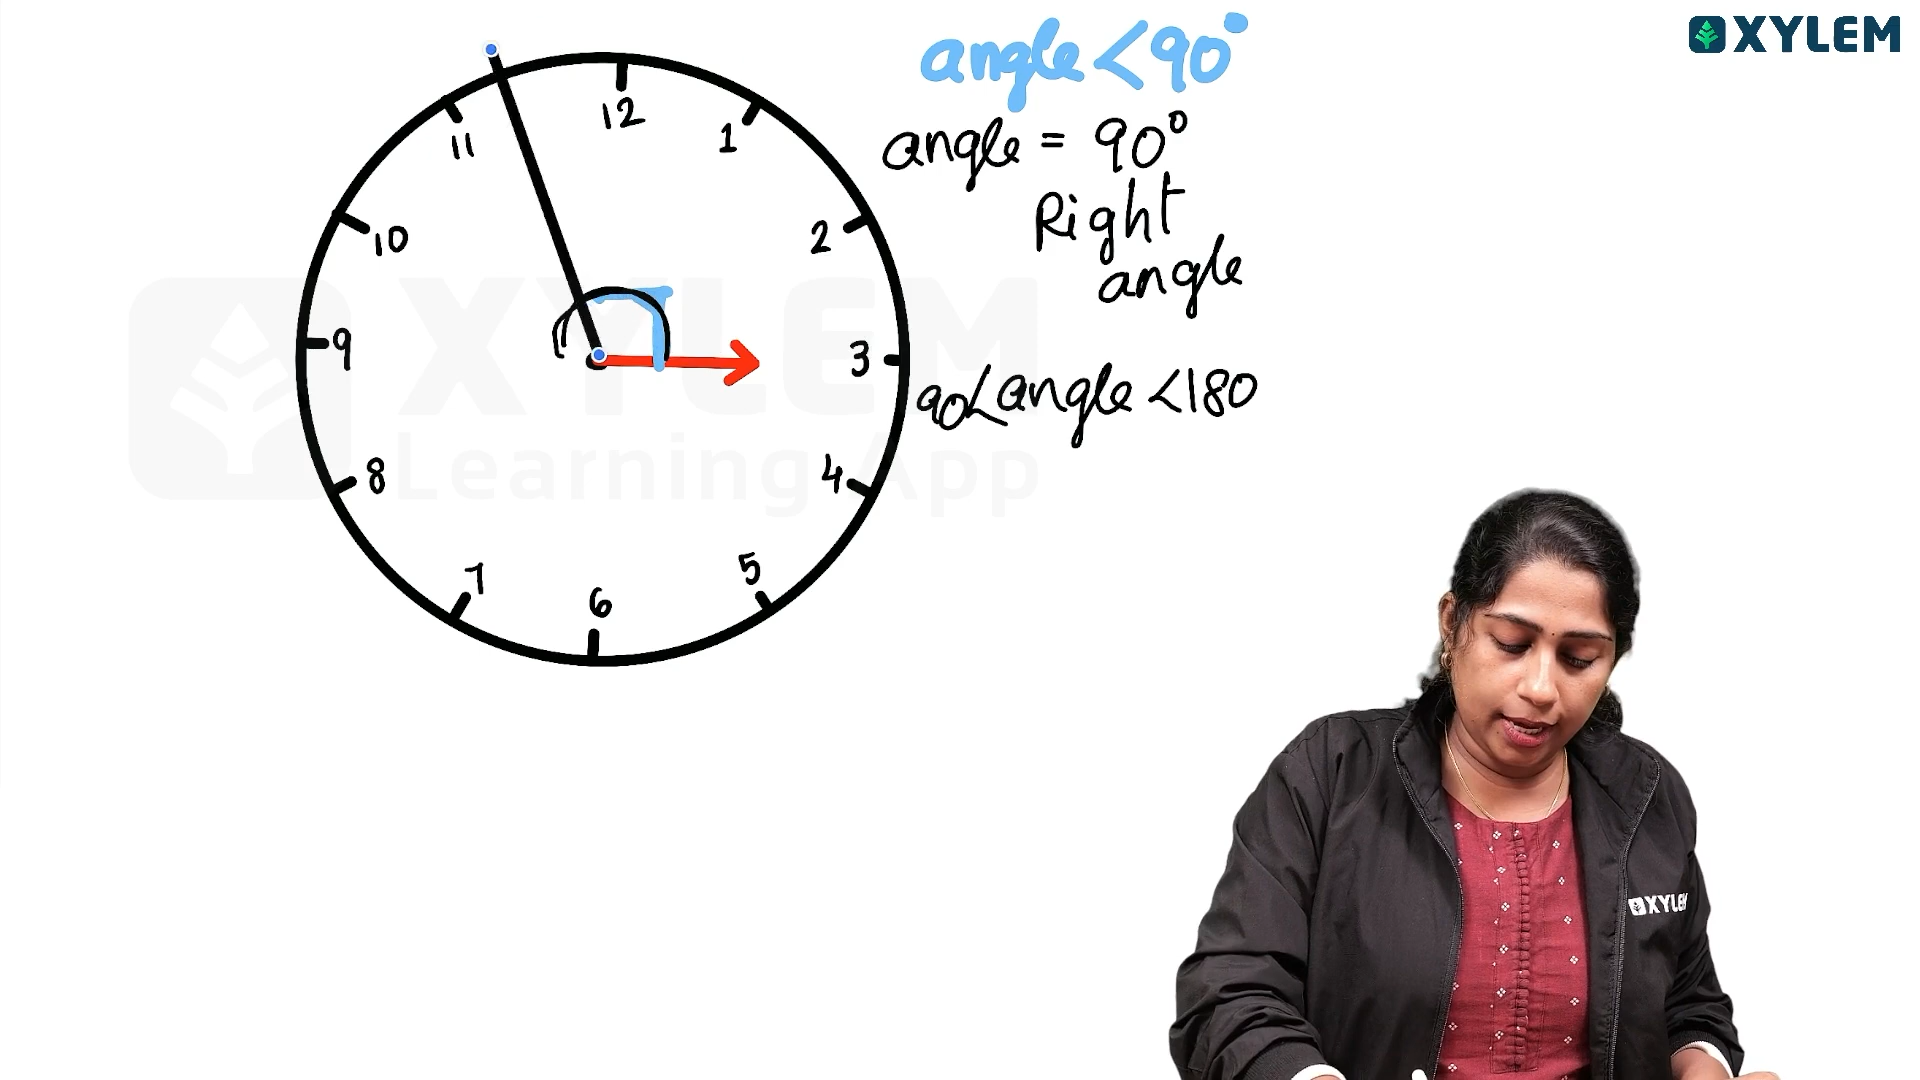 XYLEM
angle < 90°
angle = 90°
Right
angle
90 < angle < 180
12
1
2
3
4
5
6
7
8
9
10
11
XYLEM
Learning App
XYLEM